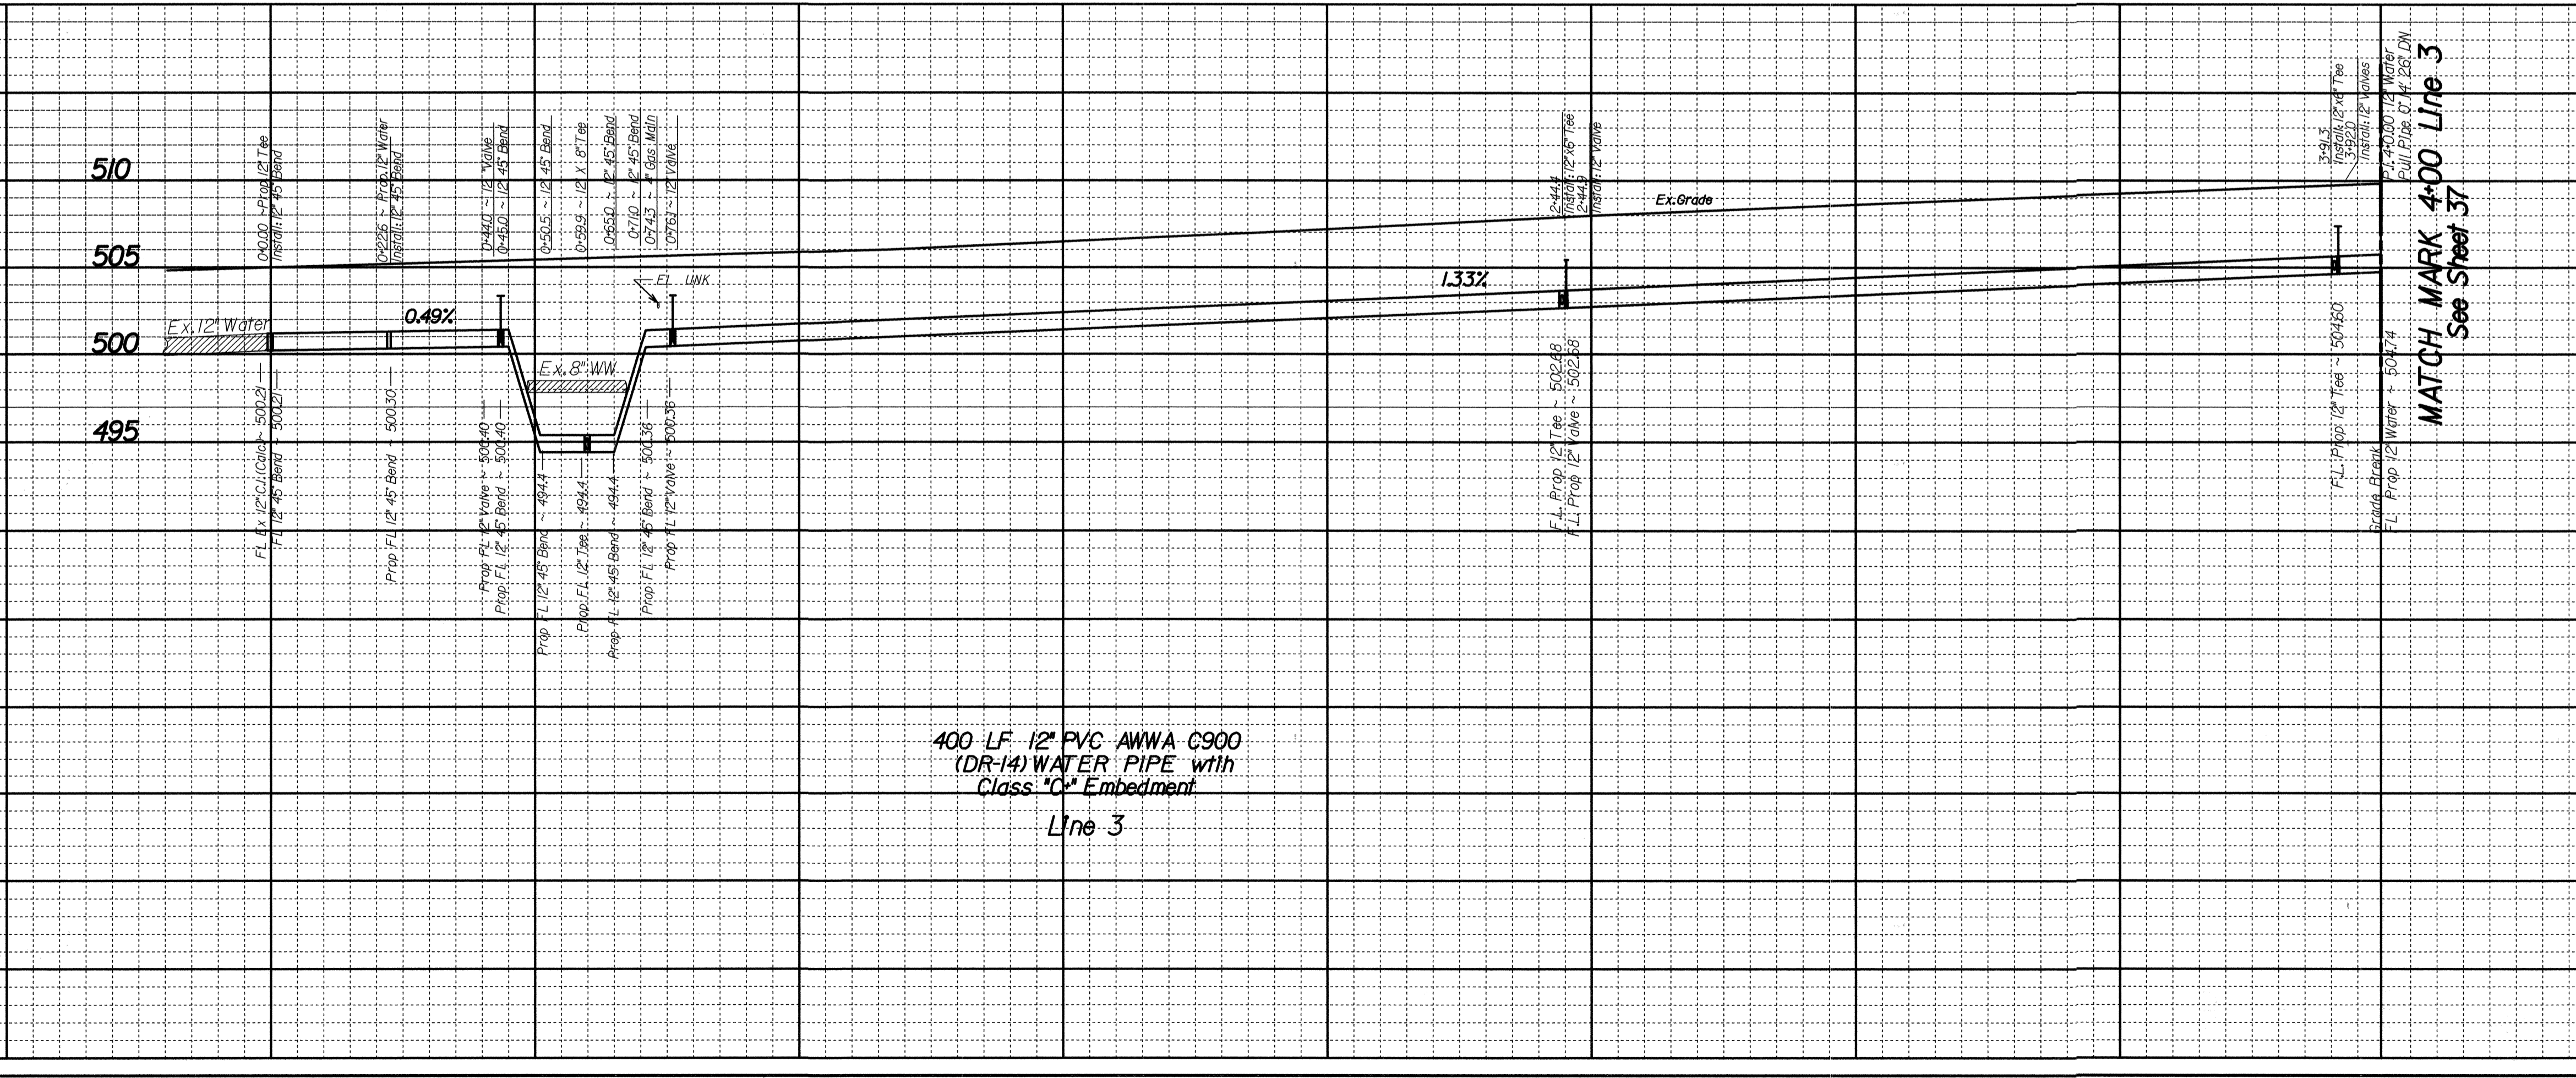 510
505
500
495
0+0.00 ~ Prop 12" Tee
Install: 12" 45° Bend
0+22.6 ~ Prop. 12" Water
Install: 12" 45° Bend
0+44.0 ~ 12" Valve
0+45.0 ~ 12" 45° Bend
0+50.5 ~ 12" 45° Bend
0+59.9 ~ 12" X 8" Tee
0+65.0 ~ 12" 45° Bend
0+71.0 ~ 12" 45° Bend
0+74.3 ~ 4" Gas Main
0+76.1 ~ 12" Valve
2+44.4
Install: 12"x6" Tee
2+44.9
Install: 12" Valve
3+91.3
Install: 12"x6" Tee
3+92.0
Install: 12" Valves
P.I. 4+0.00 12" Water
Pull Pipe 0°14'26" DN
MATCH MARK 4+00 Line 3
See Sheet 37
Ex. Grade
Ex. 12" Water
0.49%
Ex. 8" WW
1.33%
FL Ex 12" C.I. (Calc) ~ 500.21
FL 12" 45° Bend ~ 500.21
Prop FL 12" 45° Bend ~ 500.30
Prop FL 12" Valve ~ 500.40
Prop FL 12" 45° Bend ~ 500.40
Prop FL 12" 45° Bend ~ 494.4
Prop FL 12" Tee ~ 494.4
Prop FL 12" 45° Bend ~ 494.4
Prop FL 12" 45° Bend ~ 500.36
Prop FL 12" Valve ~ 500.36
F.L. Prop 12" Tee ~ 502.68
F.L. Prop 12" Valve ~ 502.68
F.L. Prop 12" Tee ~ 504.60
Grade Break
FL Prop 12" Water ~ 504.74
400 LF 12" PVC AWWA C900
(DR-14) WATER PIPE wtih
Class "C+" Embedment
Line 3